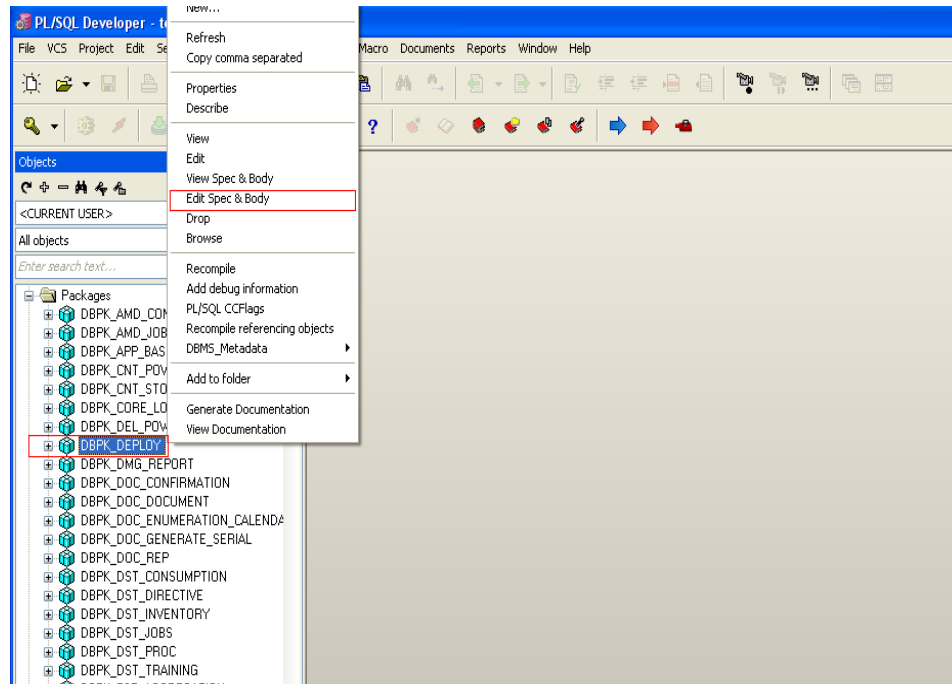 PL/SQL Developer - t
File VCS Project Edit Se
Macro Documents Reports Window Help
New...
Refresh
Copy comma separated
Properties
Describe
View
Edit
View Spec & Body
Edit Spec & Body
Drop
Browse
Recompile
Add debug information
PL/SQL CCFlags
Recompile referencing objects
DBMS_Metadata
Add to folder
Generate Documentation
View Documentation
Objects
<CURRENT USER>
All objects
Enter search text...
Packages
DBPK_AMD_CON
DBPK_AMD_JOB
DBPK_APP_BAS
DBPK_CNT_POW
DBPK_CNT_STO
DBPK_CORE_LO
DBPK_DEL_POW
DBPK_DEPLOY
DBPK_DMG_REPORT
DBPK_DOC_CONFIRMATION
DBPK_DOC_DOCUMENT
DBPK_DOC_ENUMERATION_CALENDA
DBPK_DOC_GENERATE_SERIAL
DBPK_DOC_REP
DBPK_DST_CONSUMPTION
DBPK_DST_DIRECTIVE
DBPK_DST_INVENTORY
DBPK_DST_JOBS
DBPK_DST_PROC
DBPK_DST_TRAINING